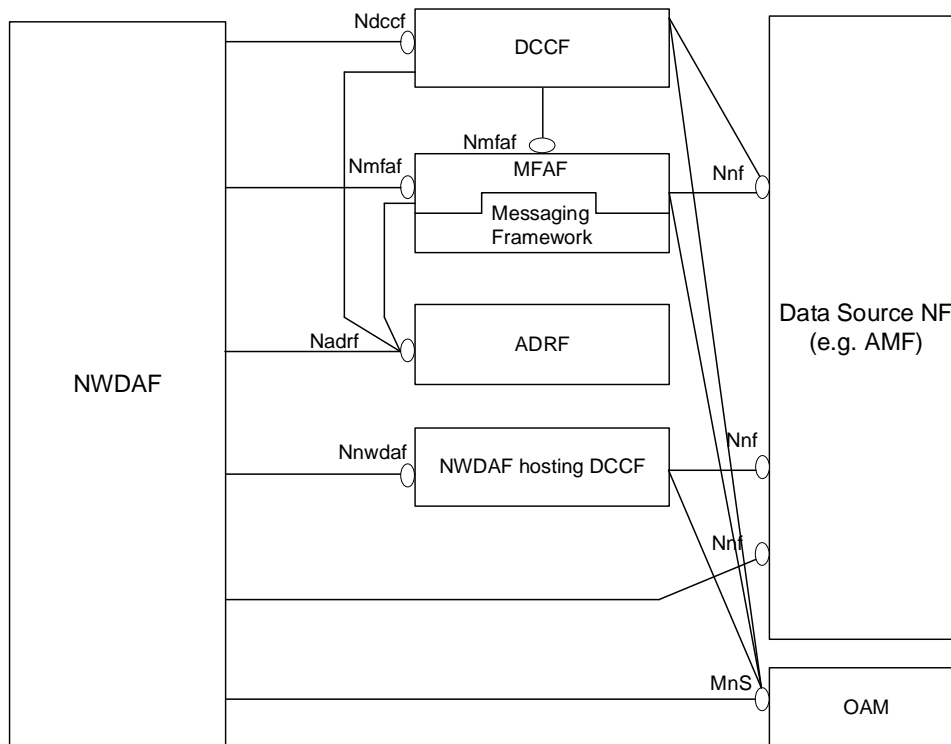 Ndccf
DCCF
Nmfaf
Nmfaf
MFAF
Nnf
Messaging
Framework
Data Source NF
(e.g. AMF)
Nadrf
ADRF
NWDAF
Nnwdaf
NWDAF hosting DCCF
Nnf
Nnf
MnS
OAM